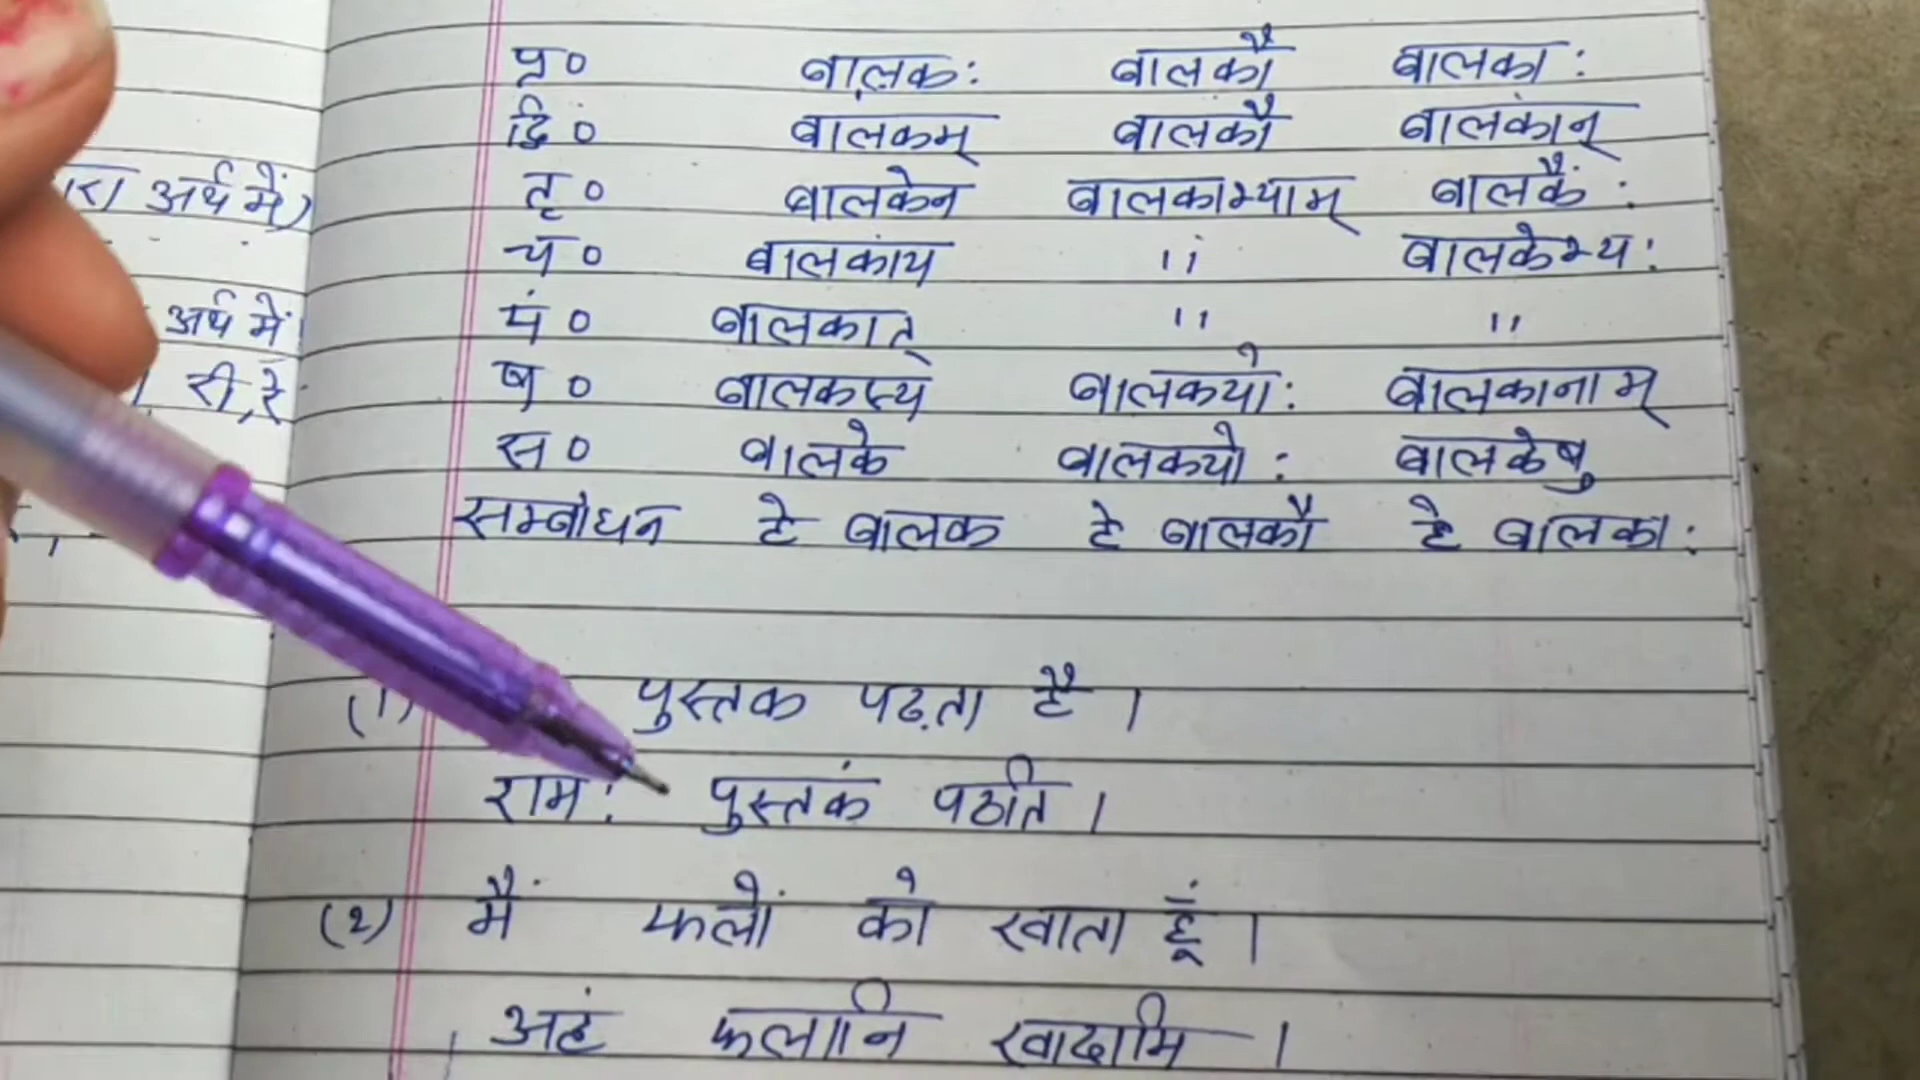 प्र० बालकः बालकौ बालकाः
द्वि० बालकम् बालकौ बालकान्
तृ० बालकेन बालकाभ्याम् बालकैः
च० बालकाय '' बालकेभ्यः
पं० बालकात् '' ''
ष० बालकस्य बालकयोः बालकानाम्
स० बालके बालकयोः बालकेषु
सम्बोधन हे बालक हे बालकौ हे बालकाः
(1) पुस्तक पढ़ता है ।
रामः पुस्तकं पठति ।
(२) मैं फलों को खाता हूं ।
अहं फलानि खादामि ।
अर्थ में)
अर्थ में
री,रे